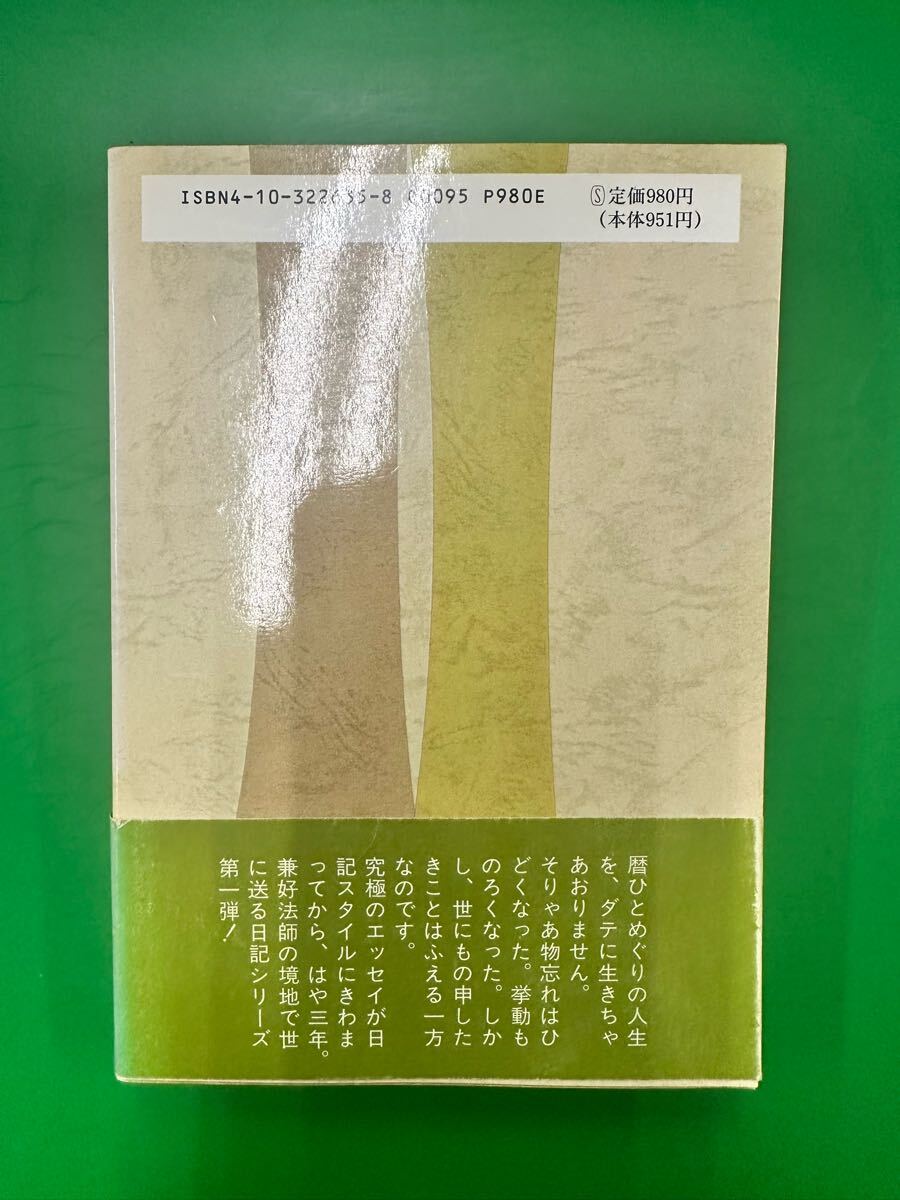 ISBN4-10-322635-8 C0095 P980E
Ⓢ定価980円
(本体951円)
暦ひとめぐりの人生
を、ダテに生きちゃ
あおりません。
そりゃあ物忘れはひ
どくなった。挙動も
のろくなった。しか
し、世にもの申した
きことはふえる一方
なのです。
究極のエッセイが日
記スタイルにきわま
ってから、はや三年。
兼好法師の境地で世
に送る日記シリーズ
第一弾!